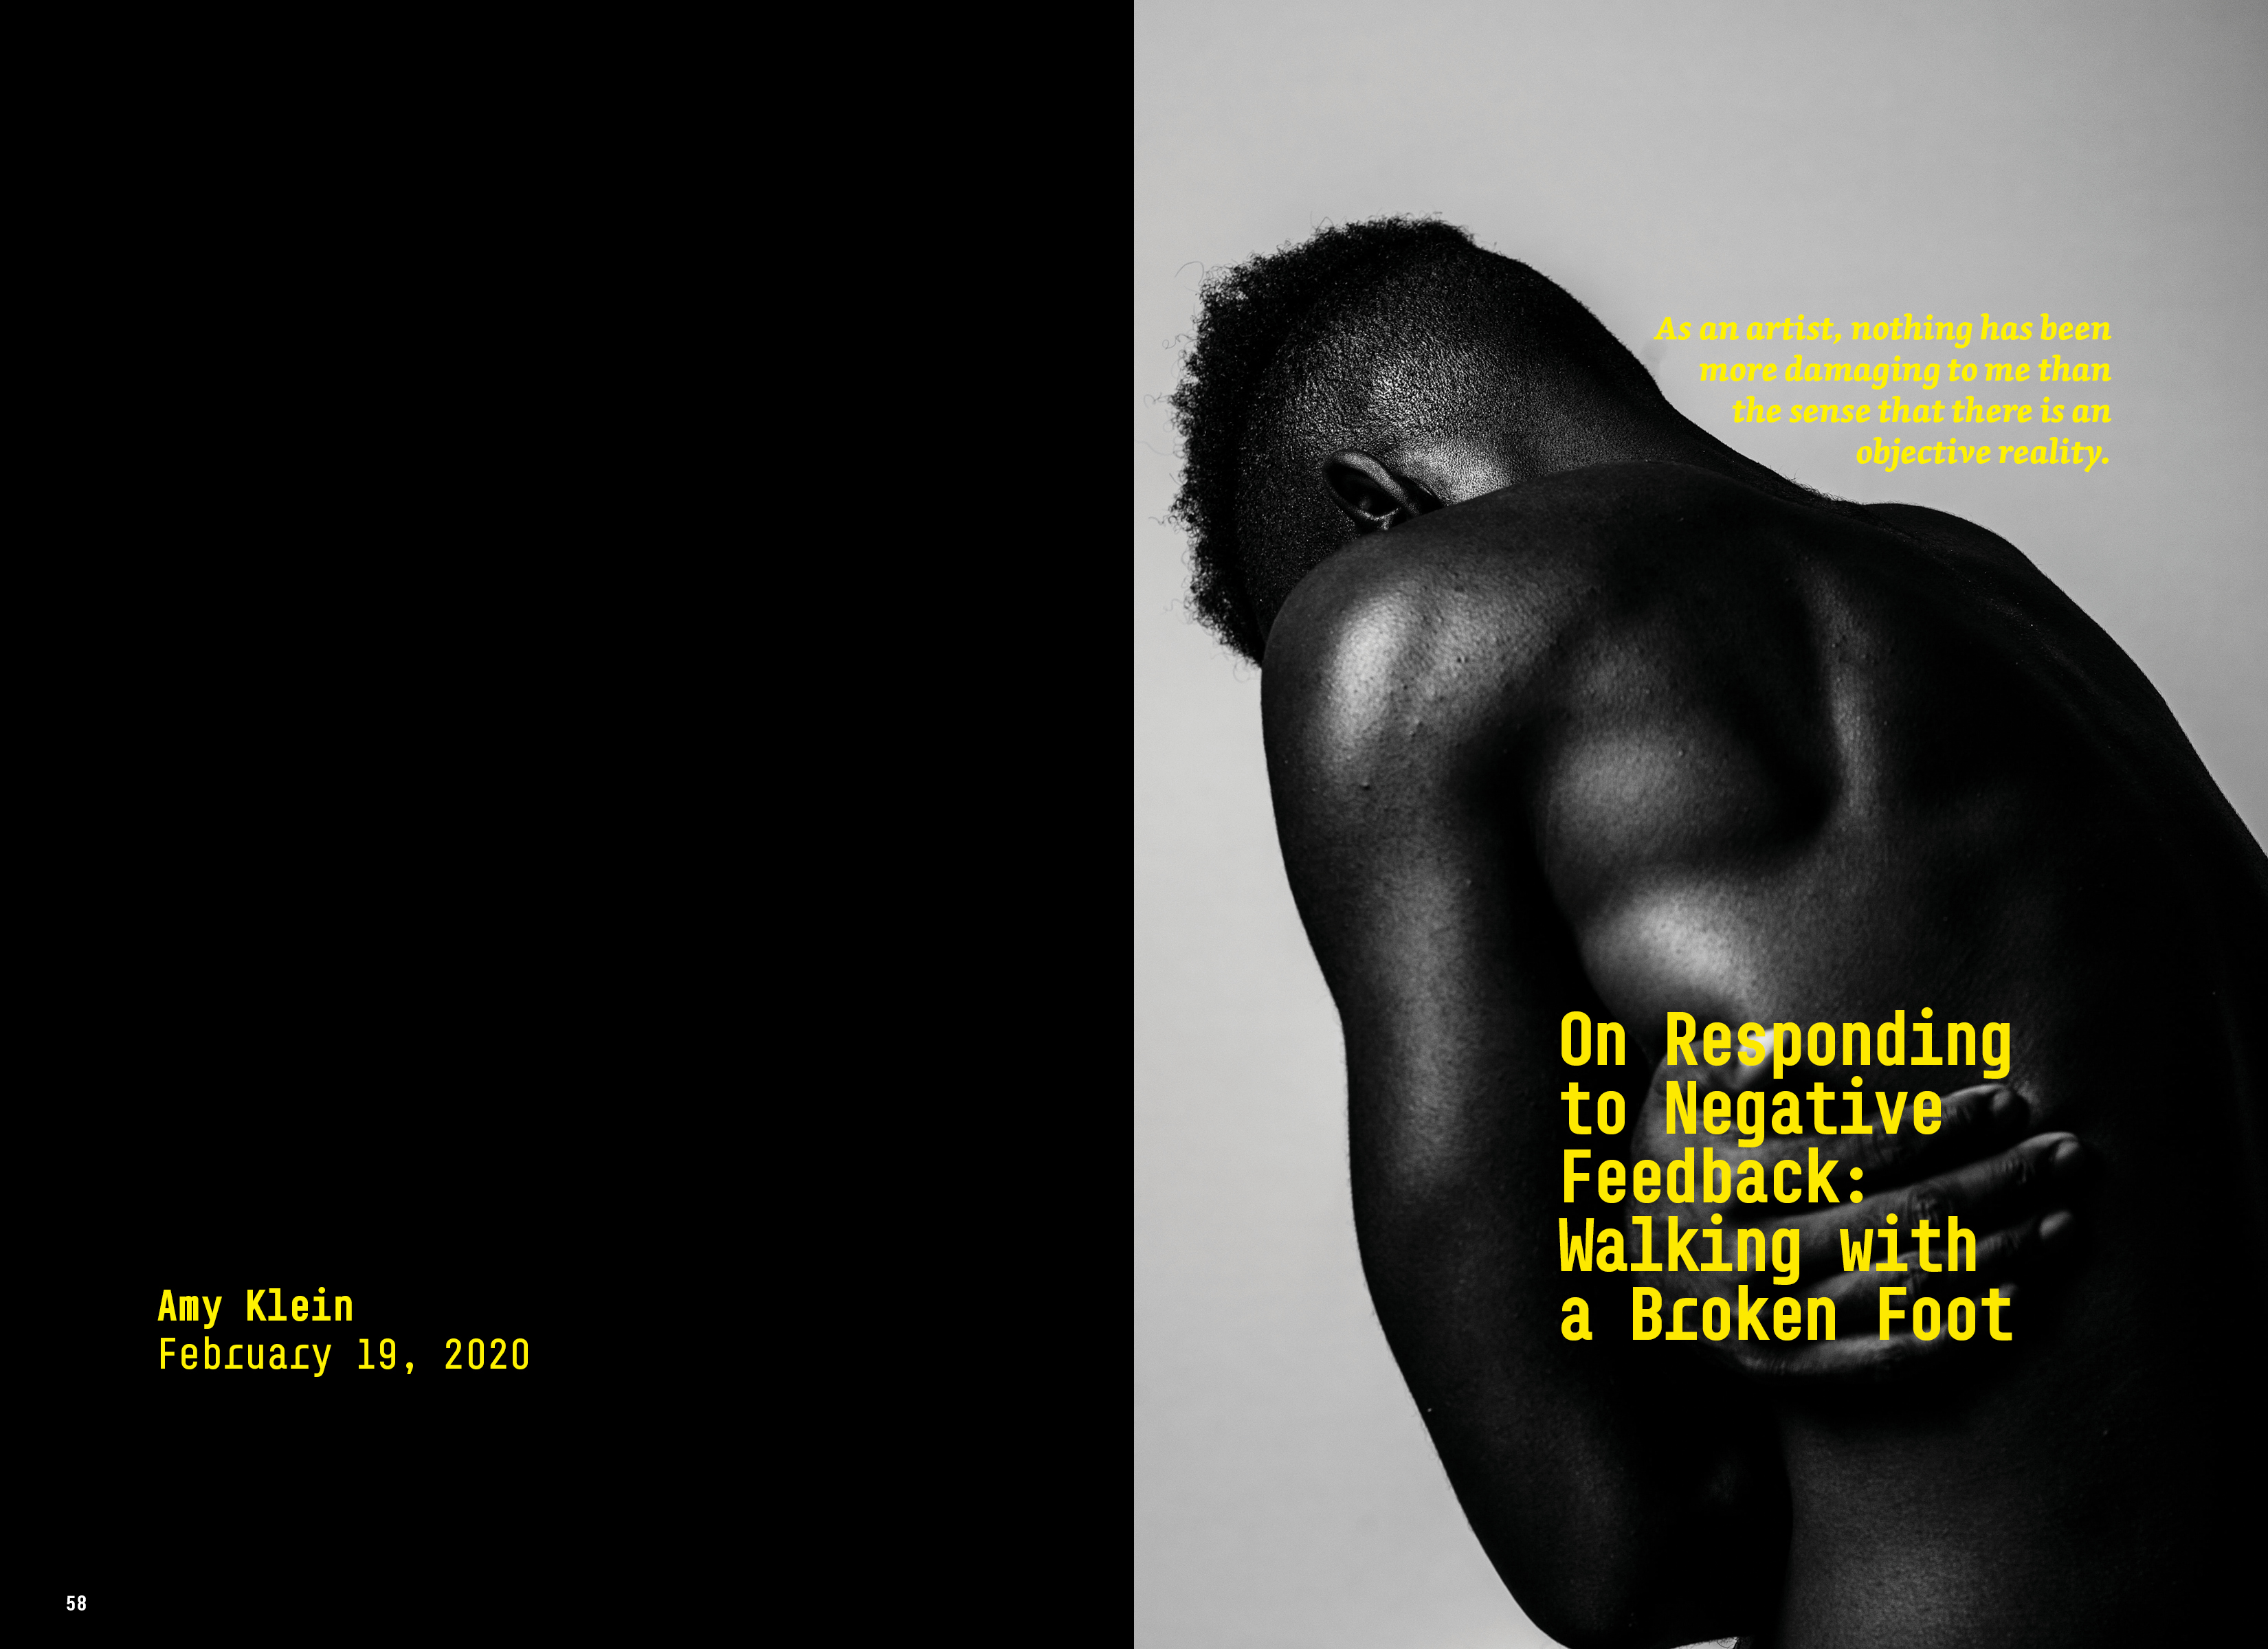 Amy Klein
February 19, 2020
58
As an artist, nothing has been
more damaging to me than
the sense that there is an
objective reality.
On Responding
to Negative
Feedback:
Walking with
a Broken Foot